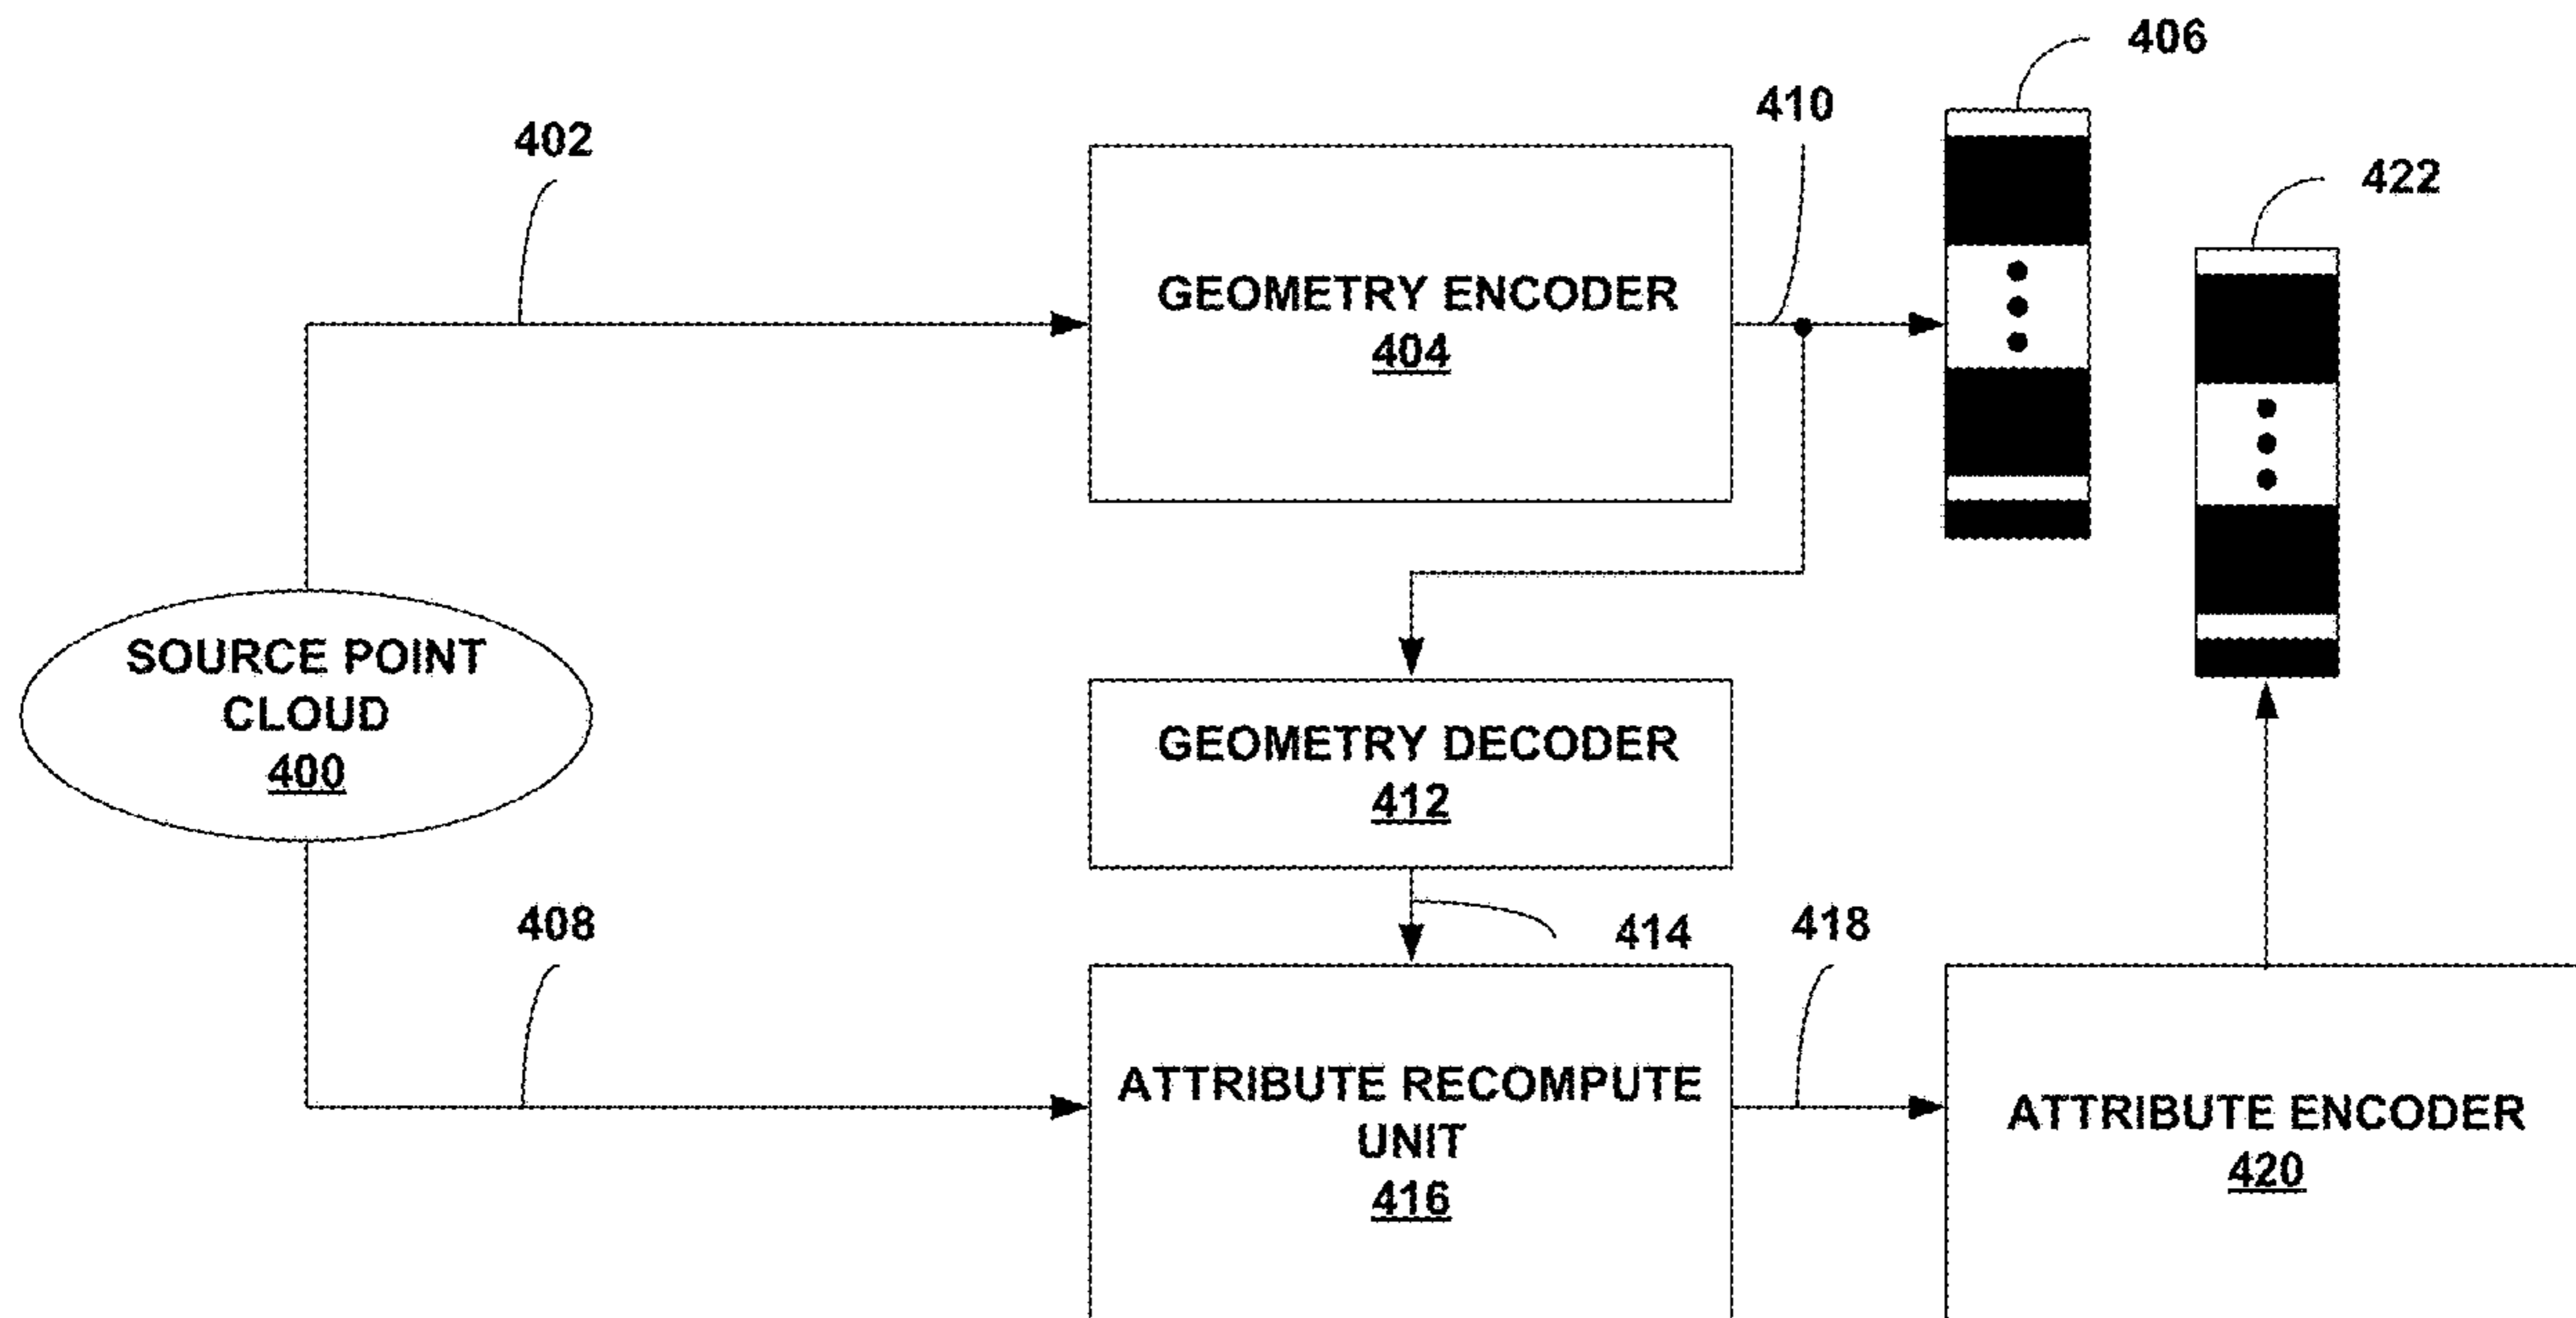 406
410
402
422
GEOMETRY ENCODER
404
SOURCE POINT
CLOUD
400
GEOMETRY DECODER
412
408
414
418
ATTRIBUTE RECOMPUTE
UNIT
416
ATTRIBUTE ENCODER
420